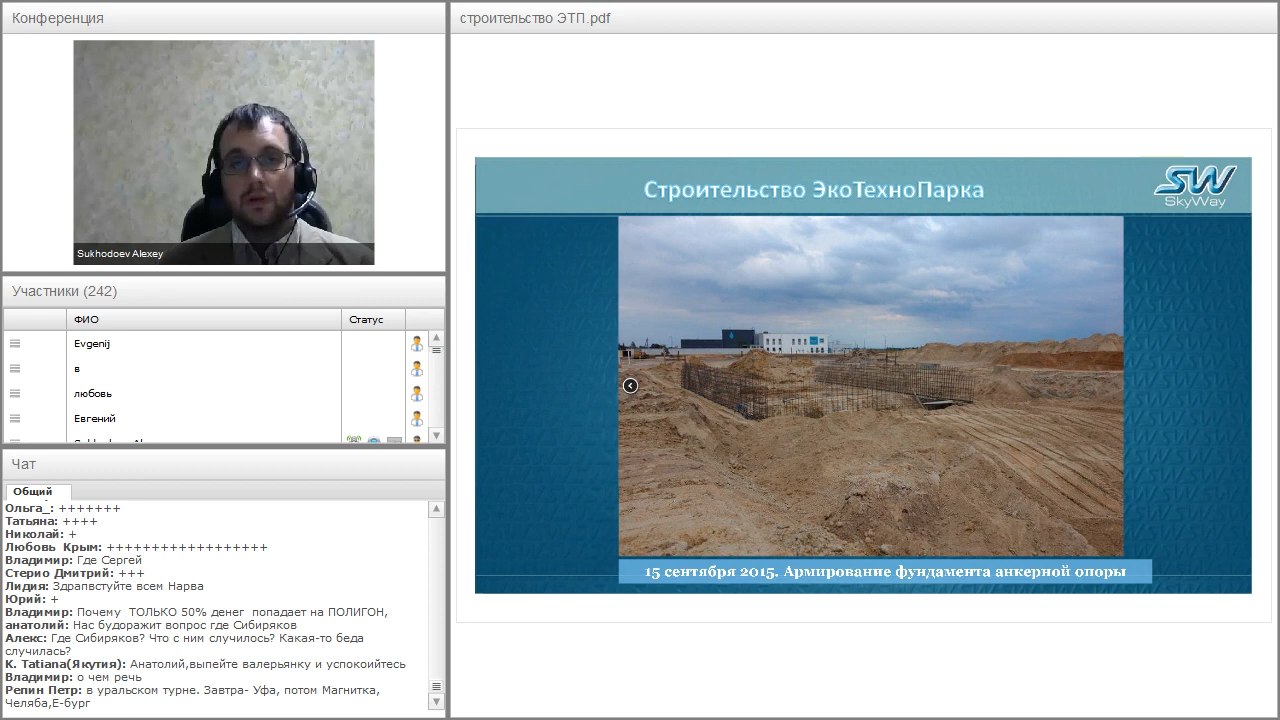 Конференция
Sukhodoev Alexey
Участники (242)
ФИО
Статус
Evgenij
в
любовь
Евгений
Чат
Общий
Ольга_: +++++++
Татьяна: ++++
Николай: +
Любовь Крым: ++++++++++++++++++
Владимир: Где Сергей
Стерио Дмитрий: +++
Лидия: Здрапвстуйте всем Нарва
Юрий: +
Владимир: Почему ТОЛЬКО 50% денег попадает на ПОЛИГОН,
анатолий: Нас будоражит вопрос где Сибиряков
Алекс: Где Сибиряков? Что с ним случилось? Какая-то беда
случилась?
K. Tatiana(Якутия): Анатолий,выпейте валерьянку и успокоийтесь
Владимир: о чем речь
Репин Петр: в уральском тёрне. Завтра- Уфа, потом Магнитка,
Челяба,Е-бург
строительство ЭТП.pdf
Строительство ЭкоТехноПарка
SW
SkyWay
15 сентября 2015. Армирование фундамента анкерной опоры